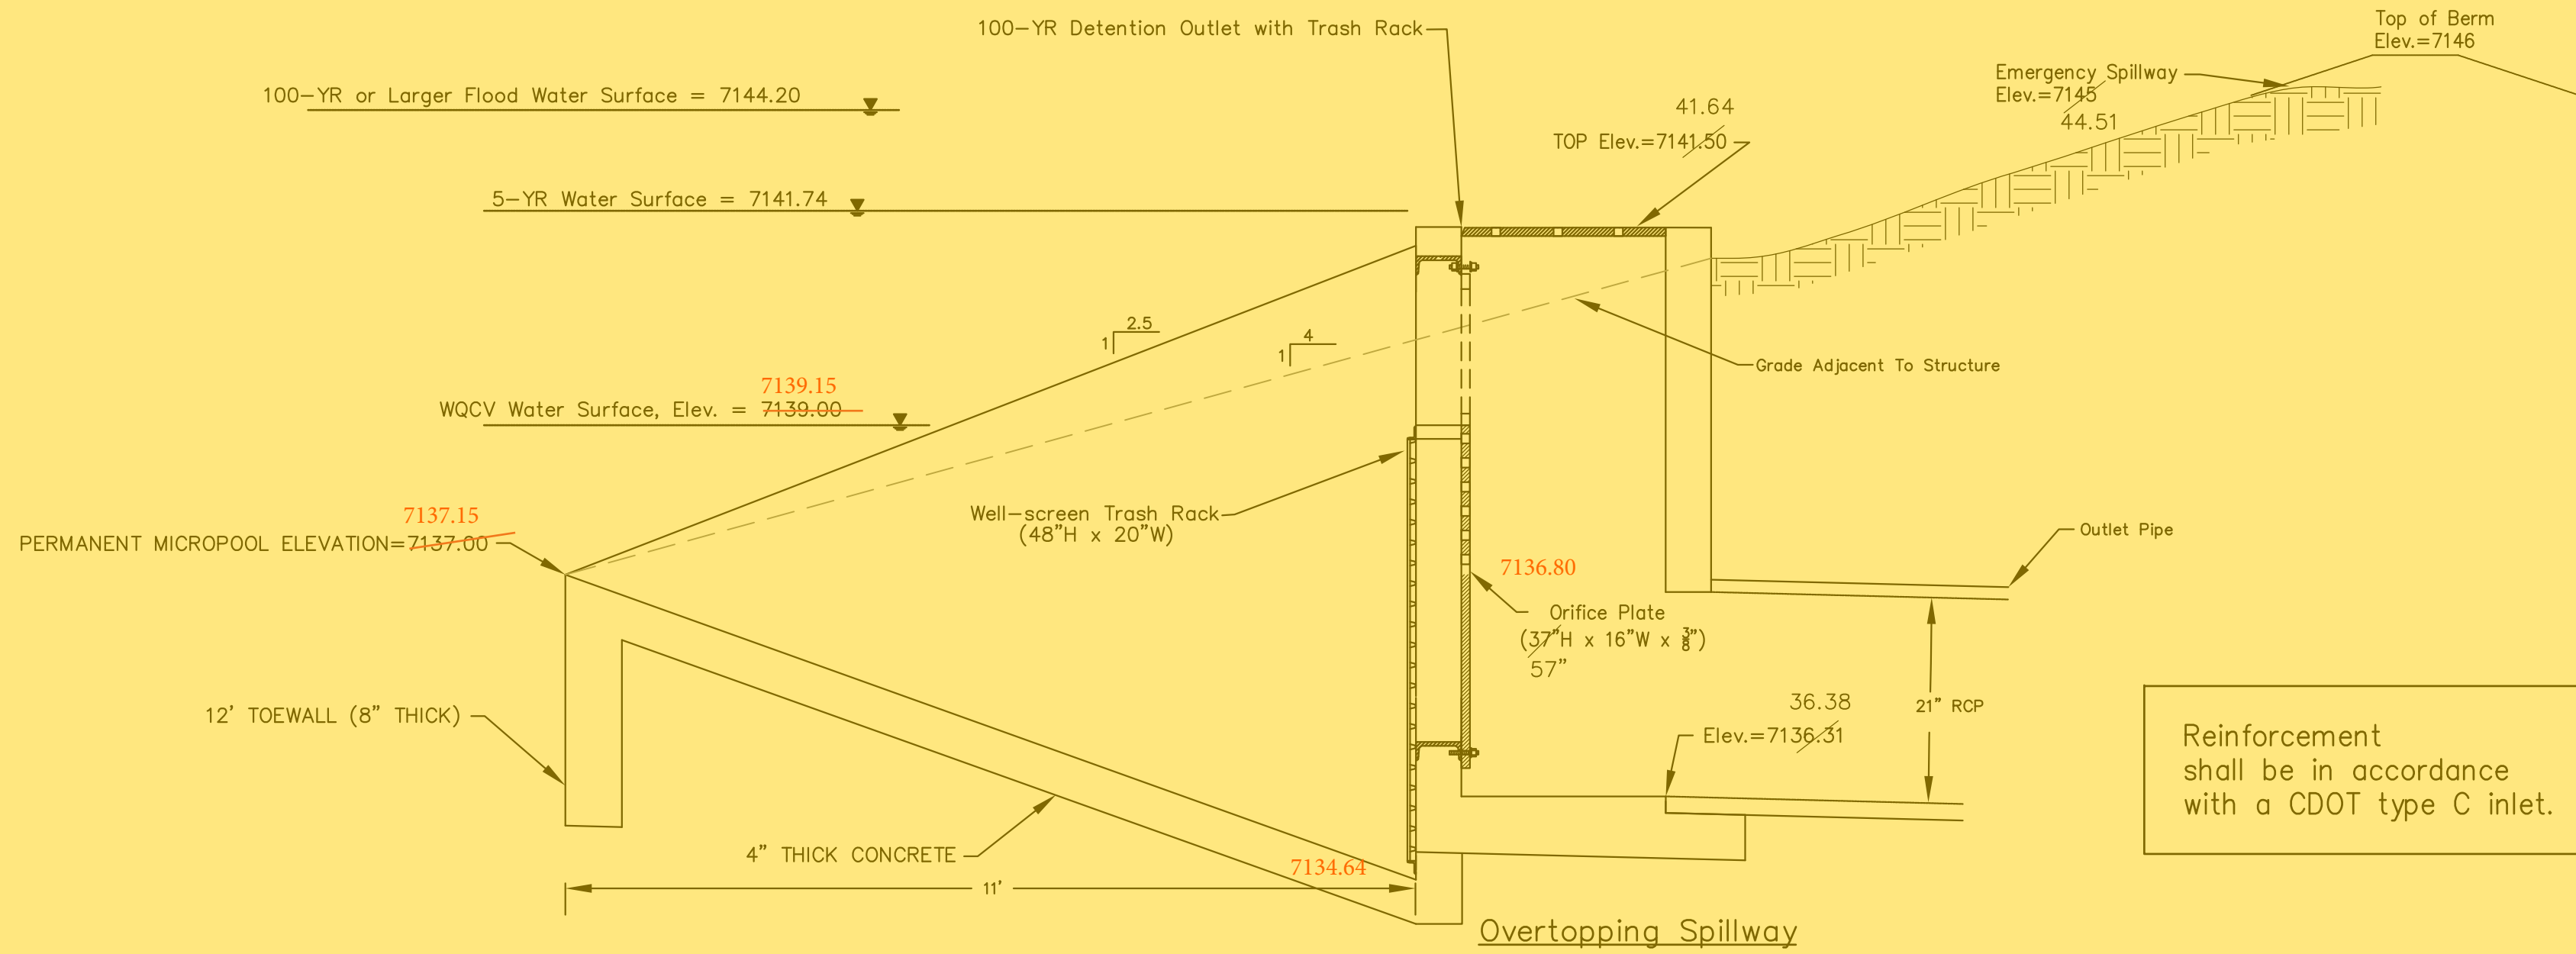 Top of Berm
Elev.=7146
100-YR Detention Outlet with Trash Rack
Emergency Spillway
Elev.=7145
44.51
100-YR or Larger Flood Water Surface = 7144.20
41.64
TOP Elev.=7141.50
5-YR Water Surface = 7141.74
2.5
1
4
1
Grade Adjacent To Structure
7139.15
WQCV Water Surface, Elev. = 7139.00
7137.15
PERMANENT MICROPOOL ELEVATION=7137.00
Well-screen Trash Rack
(48"H x 20"W)
Outlet Pipe
7136.80
Orifice Plate
(37"H x 16"W x 3/8")
57"
36.38
Elev.=7136.31
21" RCP
12' TOEWALL (8" THICK)
Reinforcement
shall be in accordance
with a CDOT type C inlet.
4" THICK CONCRETE
7134.64
11'
Overtopping Spillway